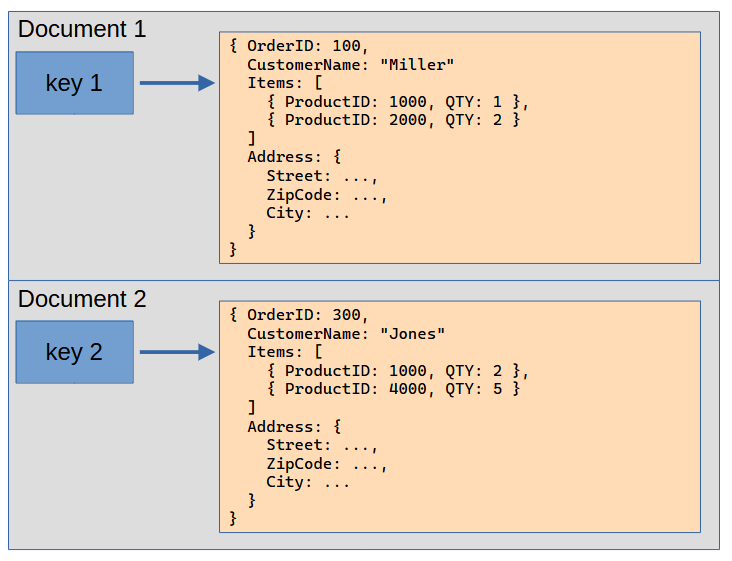 Document 1
key 1
{ OrderID: 100,
  CustomerName: "Miller"
  Items: [
    { ProductID: 1000, QTY: 1 },
    { ProductID: 2000, QTY: 2 }
  ]
  Address: {
    Street: ...,
    ZipCode: ...,
    City: ...
  }
}
Document 2
key 2
{ OrderID: 300,
  CustomerName: "Jones"
  Items: [
    { ProductID: 1000, QTY: 2 },
    { ProductID: 4000, QTY: 5 }
  ]
  Address: {
    Street: ...,
    ZipCode: ...,
    City: ...
  }
}